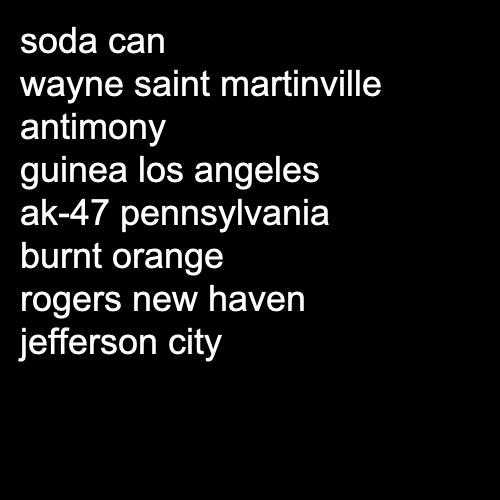 soda can
wayne saint martinville
antimony
guinea los angeles
ak-47 pennsylvania
burnt orange
rogers new haven
jefferson city